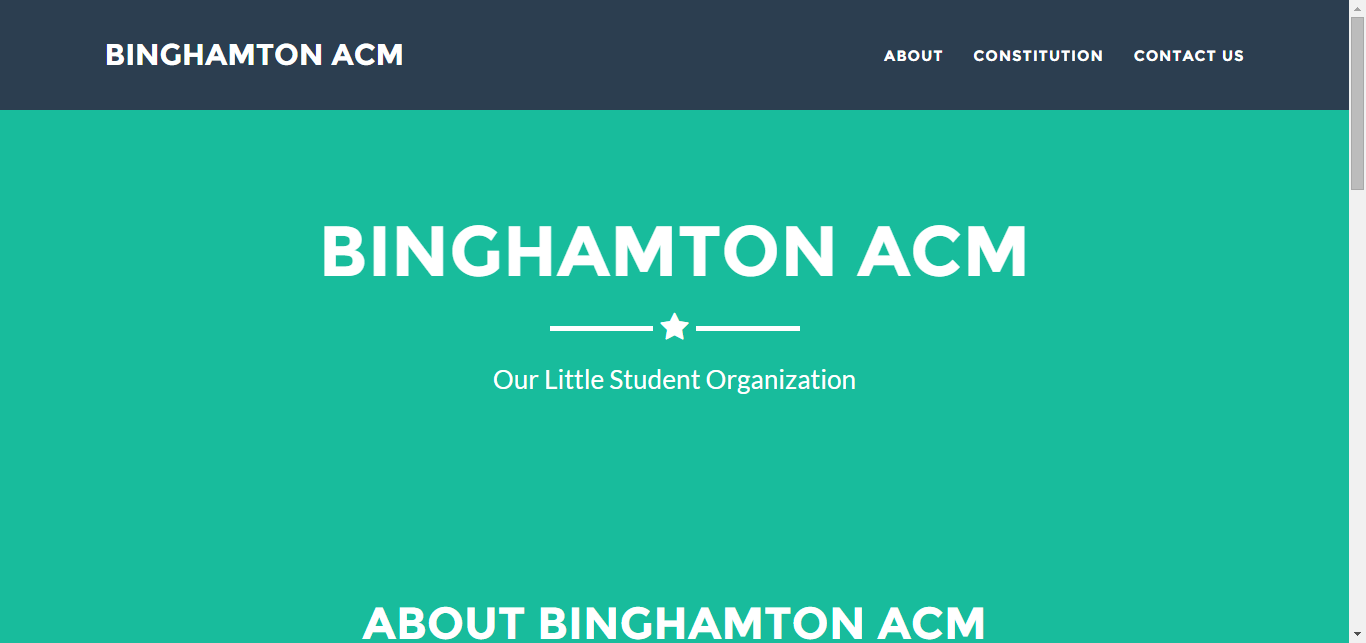 BINGHAMTON ACM
ABOUT CONSTITUTION CONTACT US
BINGHAMTON ACM
Our Little Student Organization
ABOUT BINGHAMTON ACM